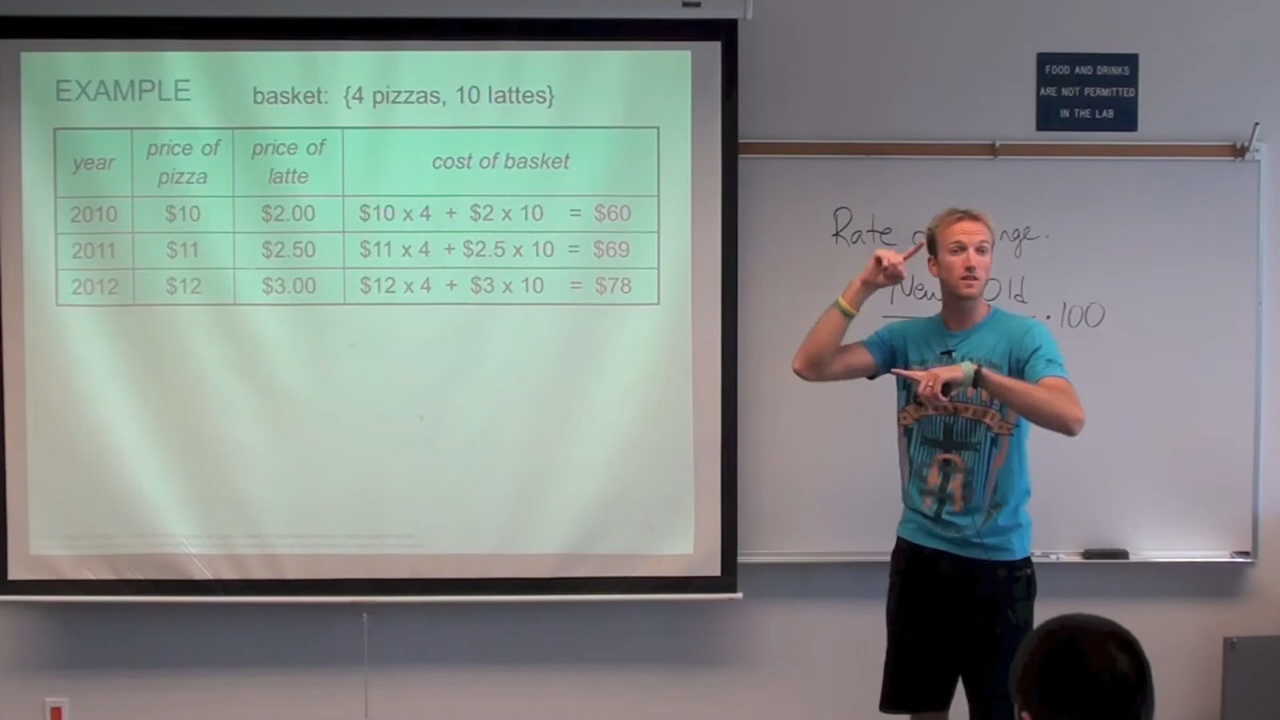 EXAMPLE
basket: {4 pizzas, 10 lattes}
year price of pizza price of latte cost of basket
2010 $10 $2.00 $10 x 4 + $2 x 10 = $60
2011 $11 $2.50 $11 x 4 + $2.5 x 10 = $69
2012 $12 $3.00 $12 x 4 + $3 x 10 = $78
FOOD AND DRINKS
ARE NOT PERMITTED
IN THE LAB
Rate
New Old
.100